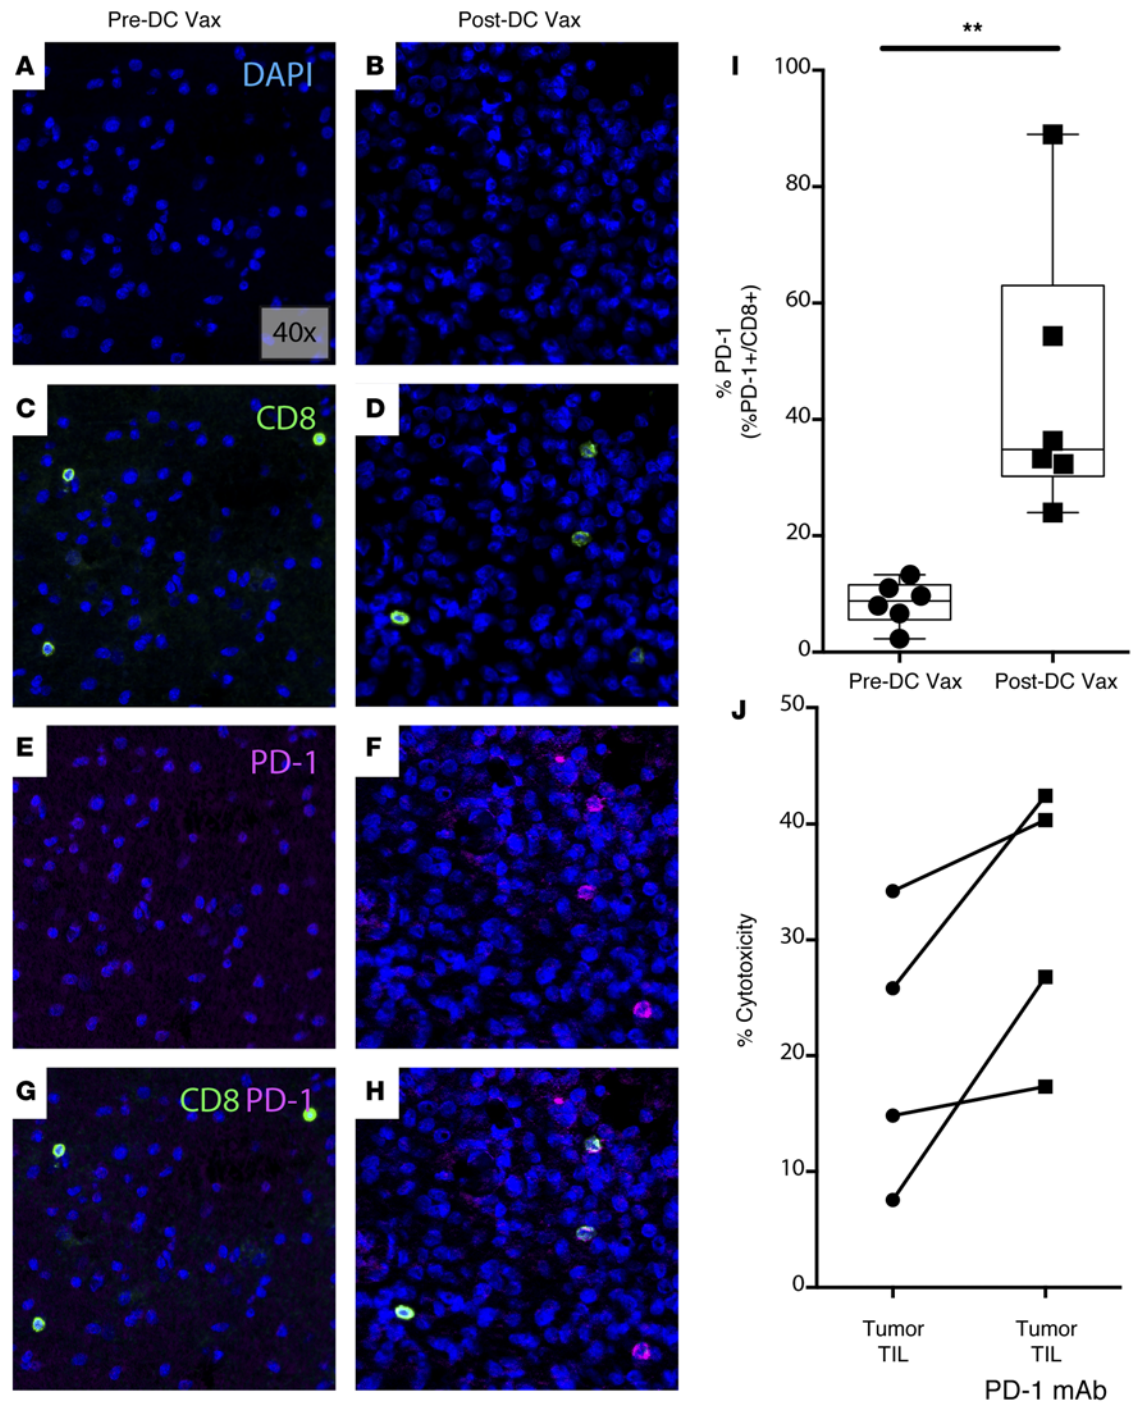 Pre-DC Vax
Post-DC Vax
A
DAPI
40x
B
C
CD8
D
E
PD-1
F
G
CD8 PD-1
H
I
**
100
80
60
40
20
0
% PD-1
(%PD-1+/CD8+)
Pre-DC Vax
Post-DC Vax
J
50
40
30
20
10
0
% Cytotoxicity
Tumor
TIL
Tumor
TIL
PD-1 mAb